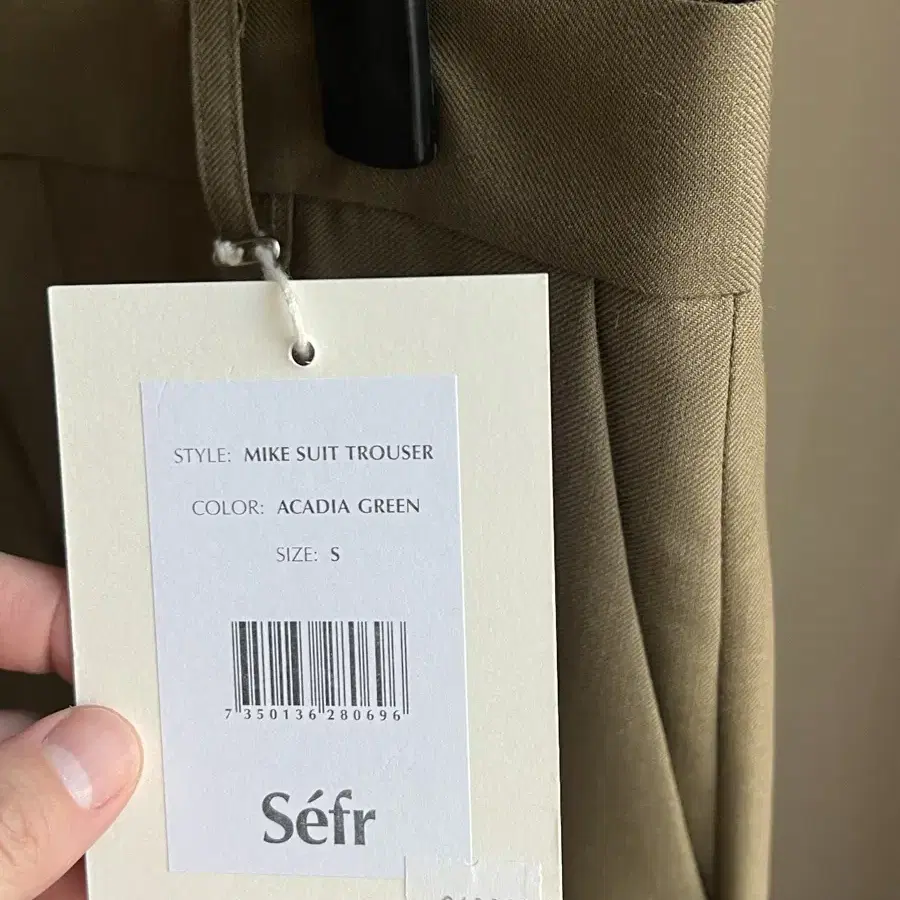 STYLE: MIKE SUIT TROUSER
COLOR: ACADIA GREEN
SIZE: S
7 350136 280696
Séfr